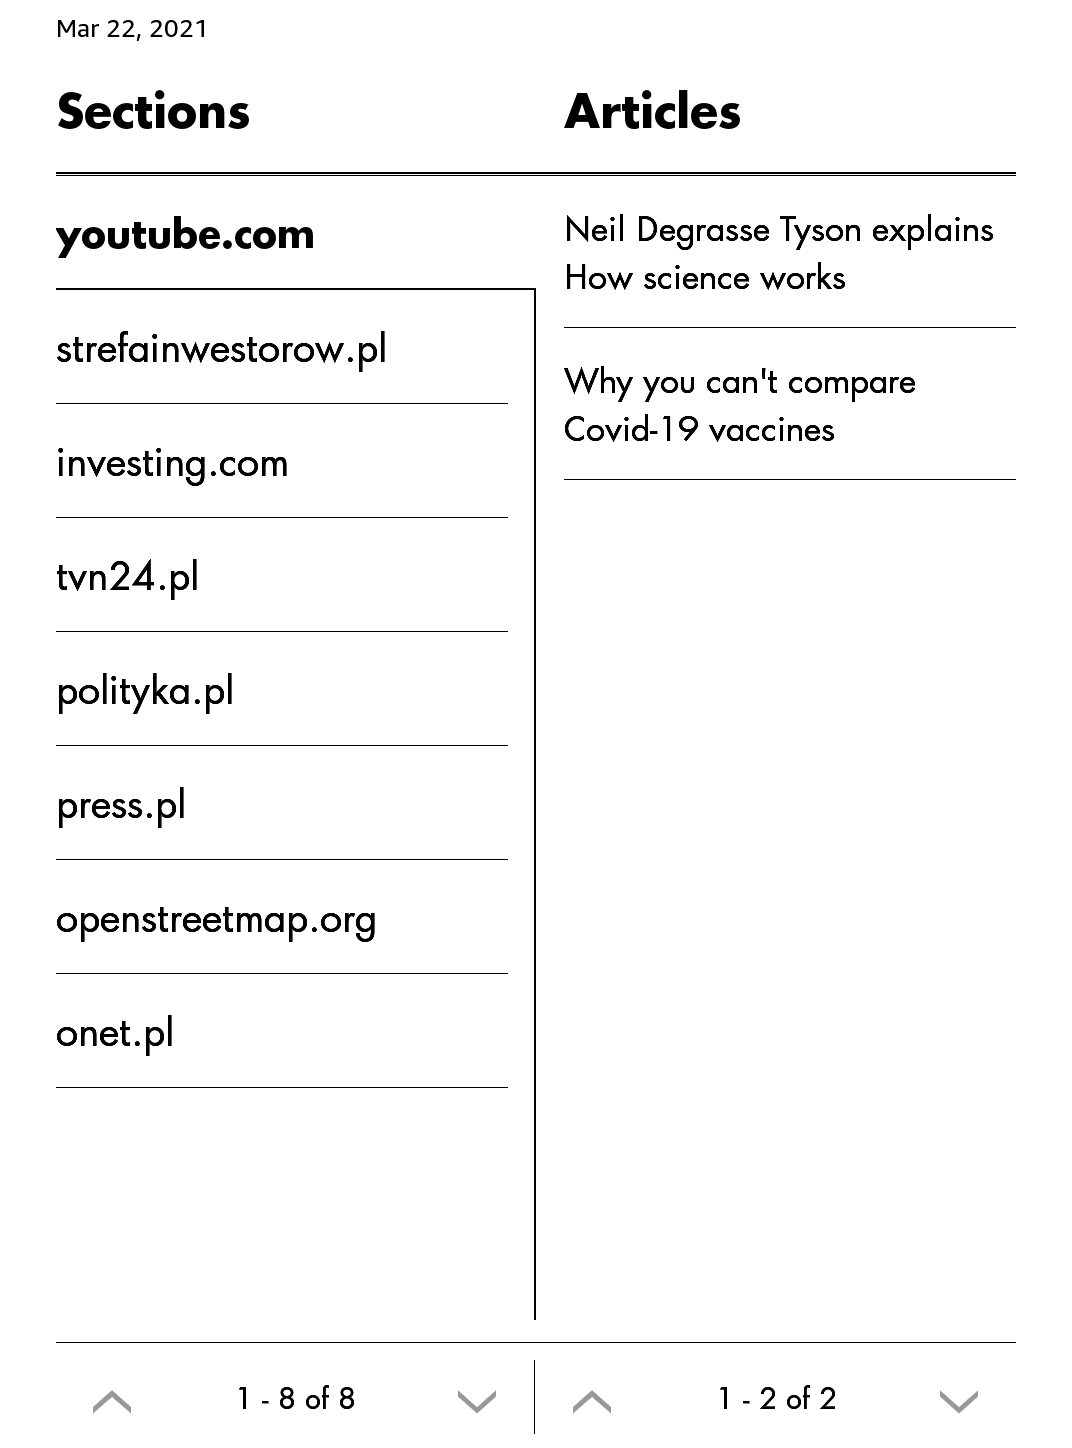 Mar 22, 2021
Sections
Articles
youtube.com
strefainwestorow.pl
investing.com
tvn24.pl
polityka.pl
press.pl
openstreetmap.org
onet.pl
Neil Degrasse Tyson explains
How science works
Why you can't compare
Covid-19 vaccines
1 - 8 of 8
1 - 2 of 2